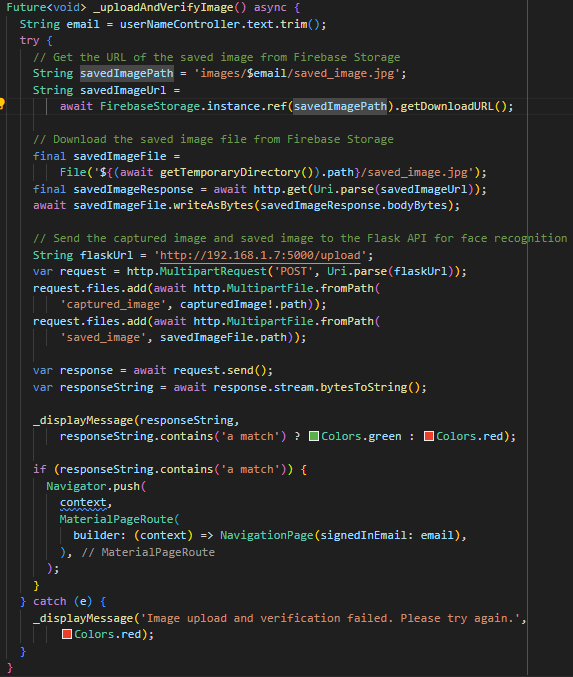 Future<void> _uploadAndVerifyImage() async {
String email = userNameController.text.trim();
try {
// Get the URL of the saved image from Firebase Storage
String savedImagePath = 'images/$email/saved_image.jpg';
String savedImageUrl =
await FirebaseStorage.instance.ref(savedImagePath).getDownloadURL();
// Download the saved image file from Firebase Storage
final savedImageFile =
File('${(await getTemporaryDirectory()).path}/saved_image.jpg');
final savedImageResponse = await http.get(Uri.parse(savedImageUrl));
await savedImageFile.writeAsBytes(savedImageResponse.bodyBytes);
// Send the captured image and saved image to the Flask API for face recognition
String flaskUrl = 'http://192.168.1.7:5000/upload';
var request = http.MultipartRequest('POST', Uri.parse(flaskUrl));
request.files.add(await http.MultipartFile.fromPath(
'captured_image', capturedImage!.path));
request.files.add(await http.MultipartFile.fromPath(
'saved_image', savedImageFile.path));
var response = await request.send();
var responseString = await response.stream.bytesToString();
_displayMessage(responseString,
responseString.contains('a match') ? Colors.green : Colors.red);
if (responseString.contains('a match')) {
Navigator.push(
context,
MaterialPageRoute(
builder: (context) => NavigationPage(signedInEmail: email),
), // MaterialPageRoute
);
}
} catch (e) {
_displayMessage('Image upload and verification failed. Please try again.',
Colors.red);
}
}